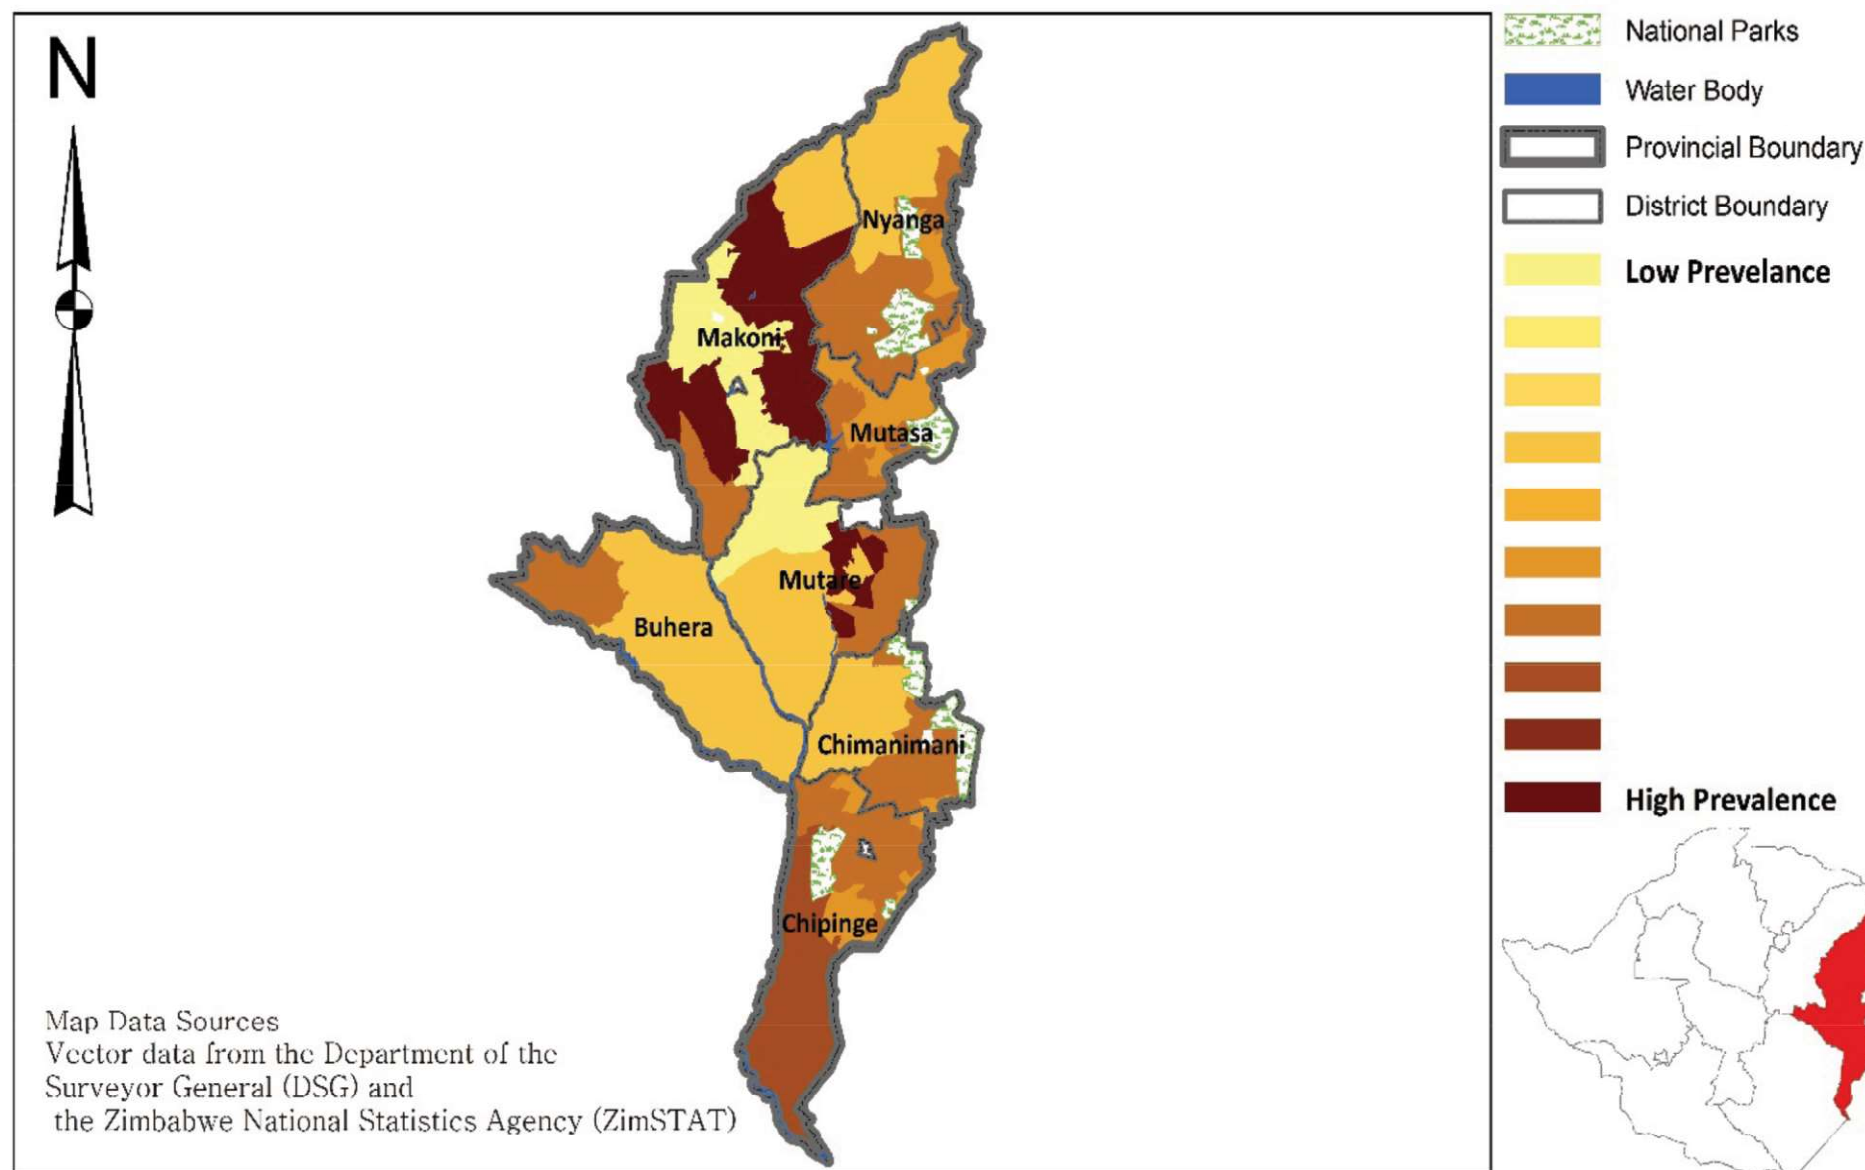 N
Nyanga
Makoni
Mutasa
Mutare
Buhera
Chimanimani
Chipinge
Map Data Sources
Vector data from the Department of the
Surveyor General (DSG) and
the Zimbabwe National Statistics Agency (ZimSTAT)
National Parks
Water Body
Provincial Boundary
District Boundary
Low Prevelance
High Prevalence